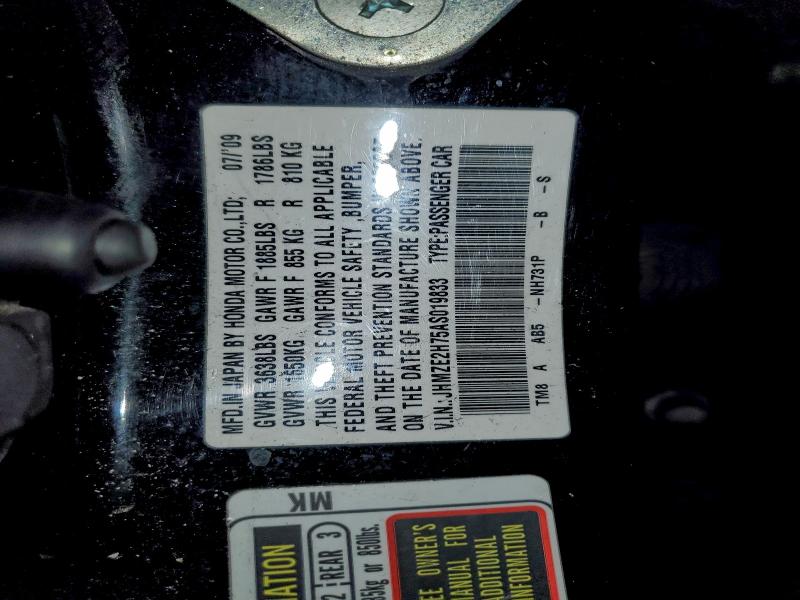 MFD.IN JAPAN BY HONDA MOTOR CO.,LTD; 07/'09
GVWR 3638LBS GAWR F 1885LBS R 1786LBS
GVWR 1650KG GAWR F 855 KG R 810 KG
THIS VEHICLE CONFORMS TO ALL APPLICABLE
FEDERAL MOTOR VEHICLE SAFETY ,BUMPER,
AND THEFT PREVENTION STANDARDS
ON THE DATE OF MANUFACTURE SHOWN ABOVE.
V.I.N.:JHMZE2H75AS019833 TYPE:PASSENGER CAR
TM8 A AB5 -NH731P -B -S
MK
REAR 3
or 850lbs.
OWNER'S
MANUAL FOR
ADDITIONAL
INFORMATION